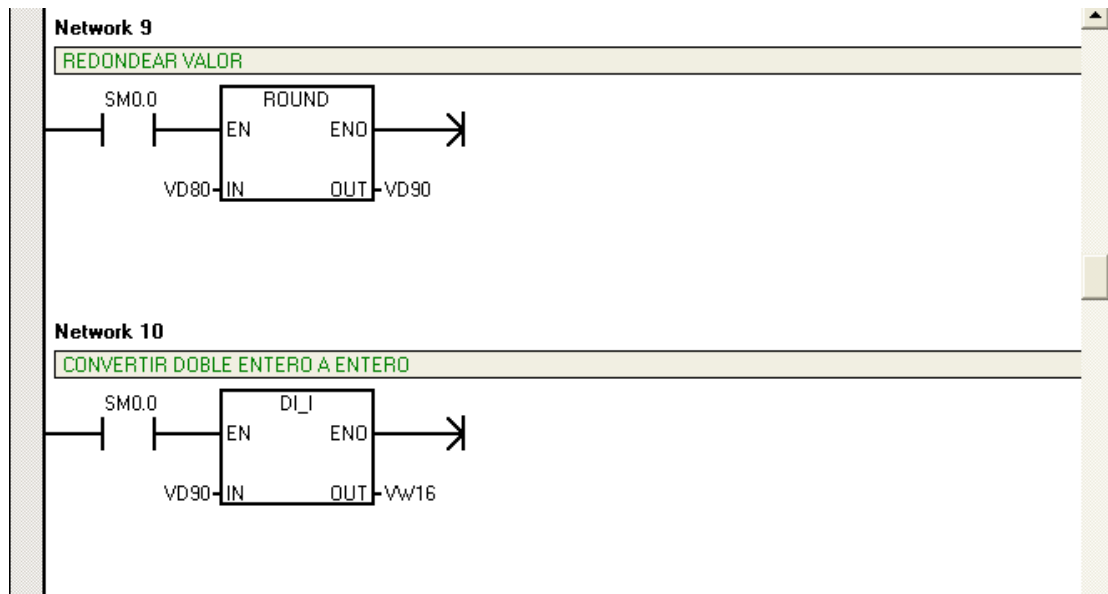 Network 9
REDONDEAR VALOR
SM0.0
ROUND
EN ENO
VD80 IN OUT VD90
Network 10
CONVERTIR DOBLE ENTERO A ENTERO
SM0.0
DI_I
EN ENO
VD90 IN OUT VW16